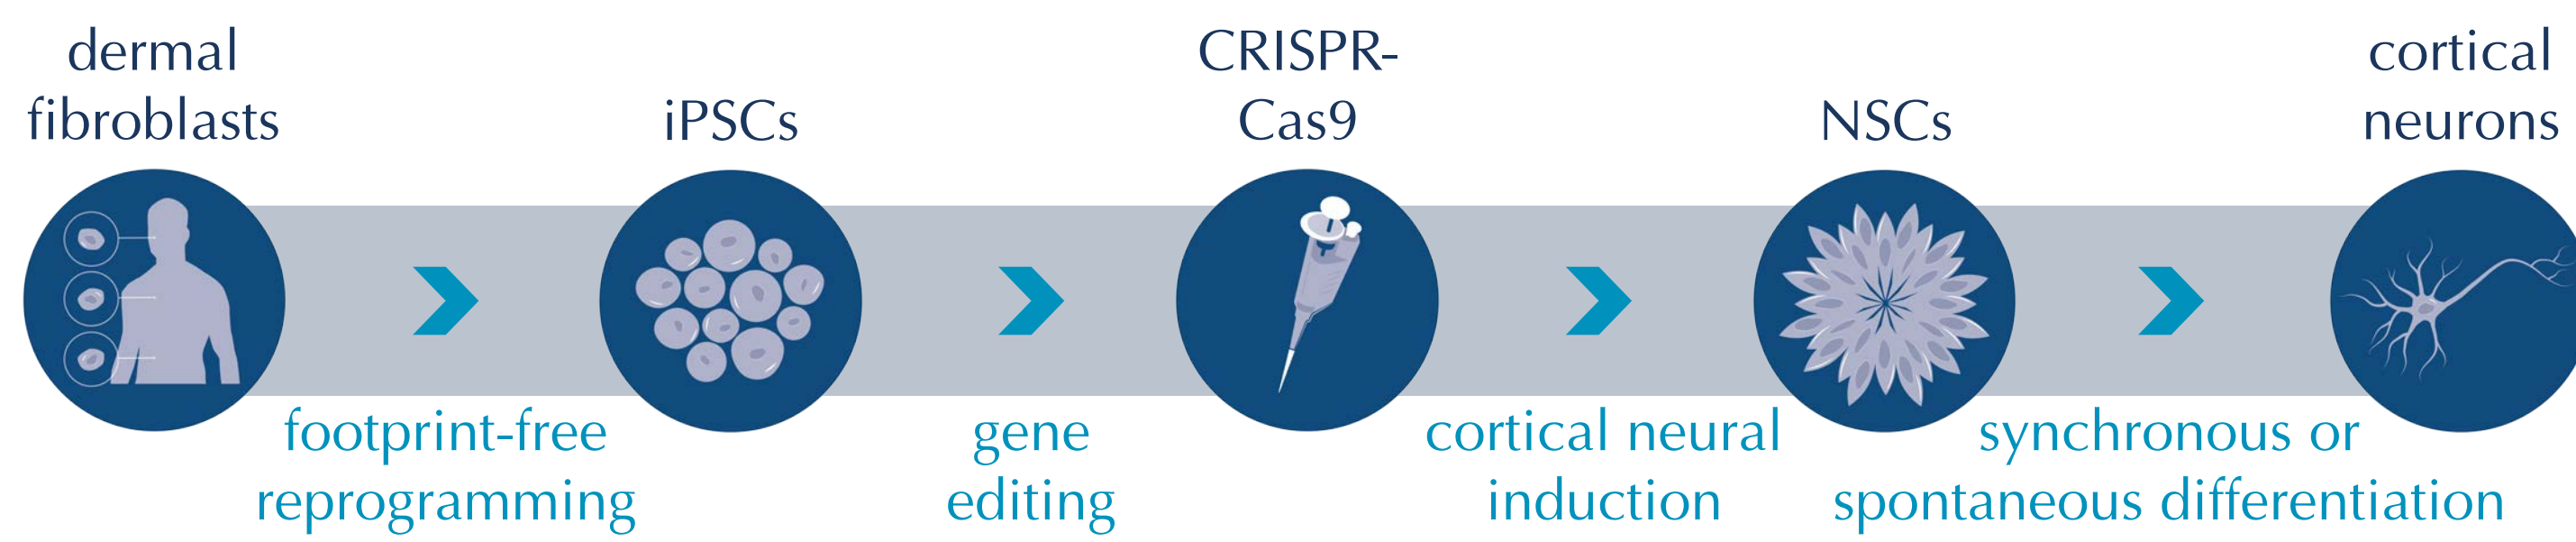 dermal
fibroblasts
iPSCs
CRISPR-
Cas9
NSCs
cortical
neurons
footprint-free
reprogramming
gene
editing
cortical neural
induction
synchronous or
spontaneous differentiation